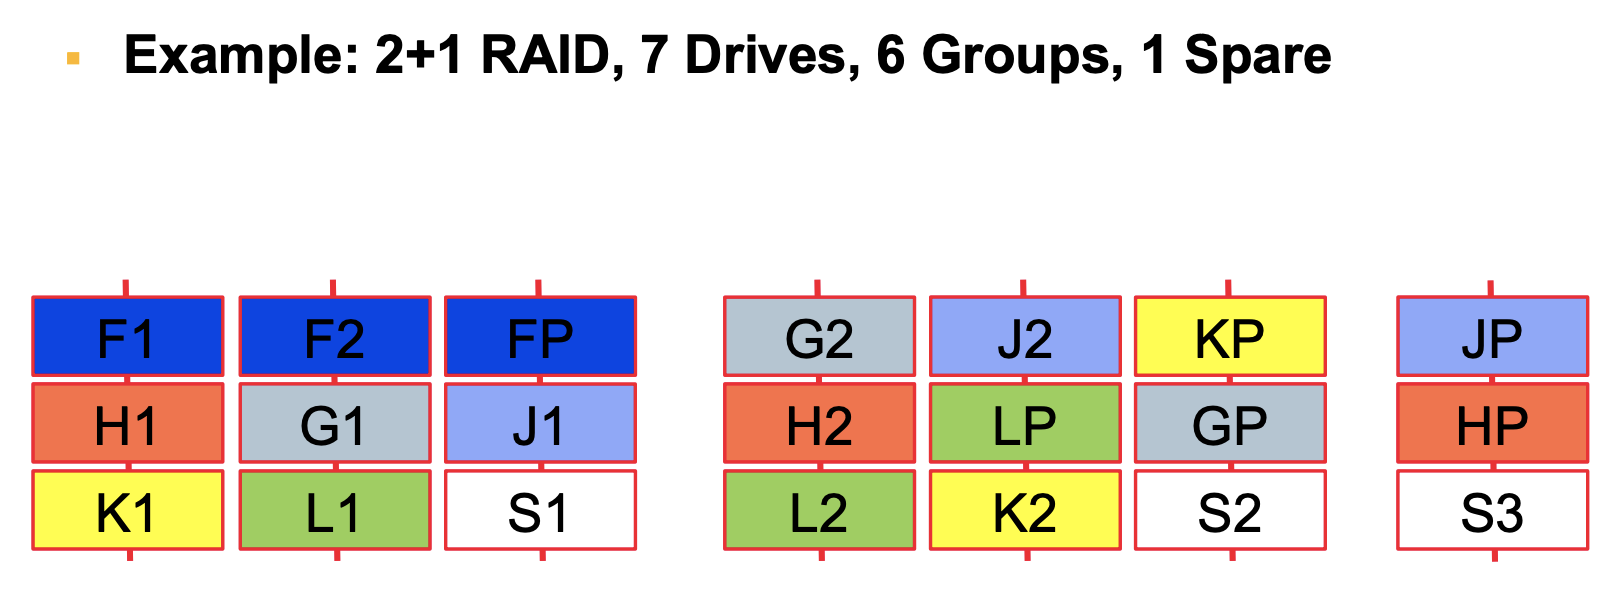 ▪ Example: 2+1 RAID, 7 Drives, 6 Groups, 1 Spare
F1 F2 FP G2 J2 KP JP
H1 G1 J1 H2 LP GP HP
K1 L1 S1 L2 K2 S2 S3